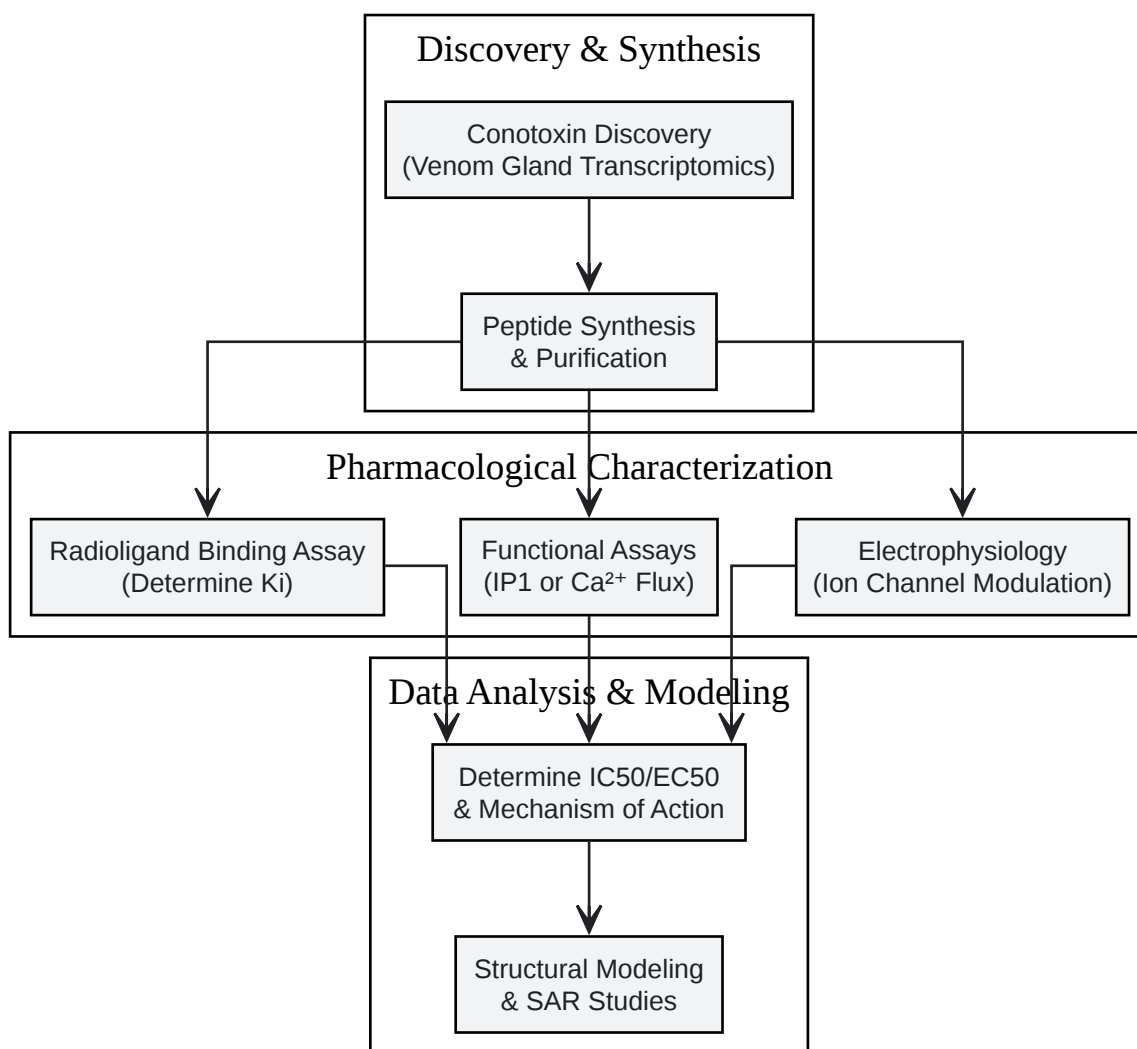 Discovery & Synthesis
Conotoxin Discovery
(Venom Gland Transcriptomics)
Peptide Synthesis
& Purification
Pharmacological Characterization
Radioligand Binding Assay
(Determine Ki)
Functional Assays
(IP1 or Ca²⁺ Flux)
Electrophysiology
(Ion Channel Modulation)
Data Analysis & Modeling
Determine IC50/EC50
& Mechanism of Action
Structural Modeling
& SAR Studies